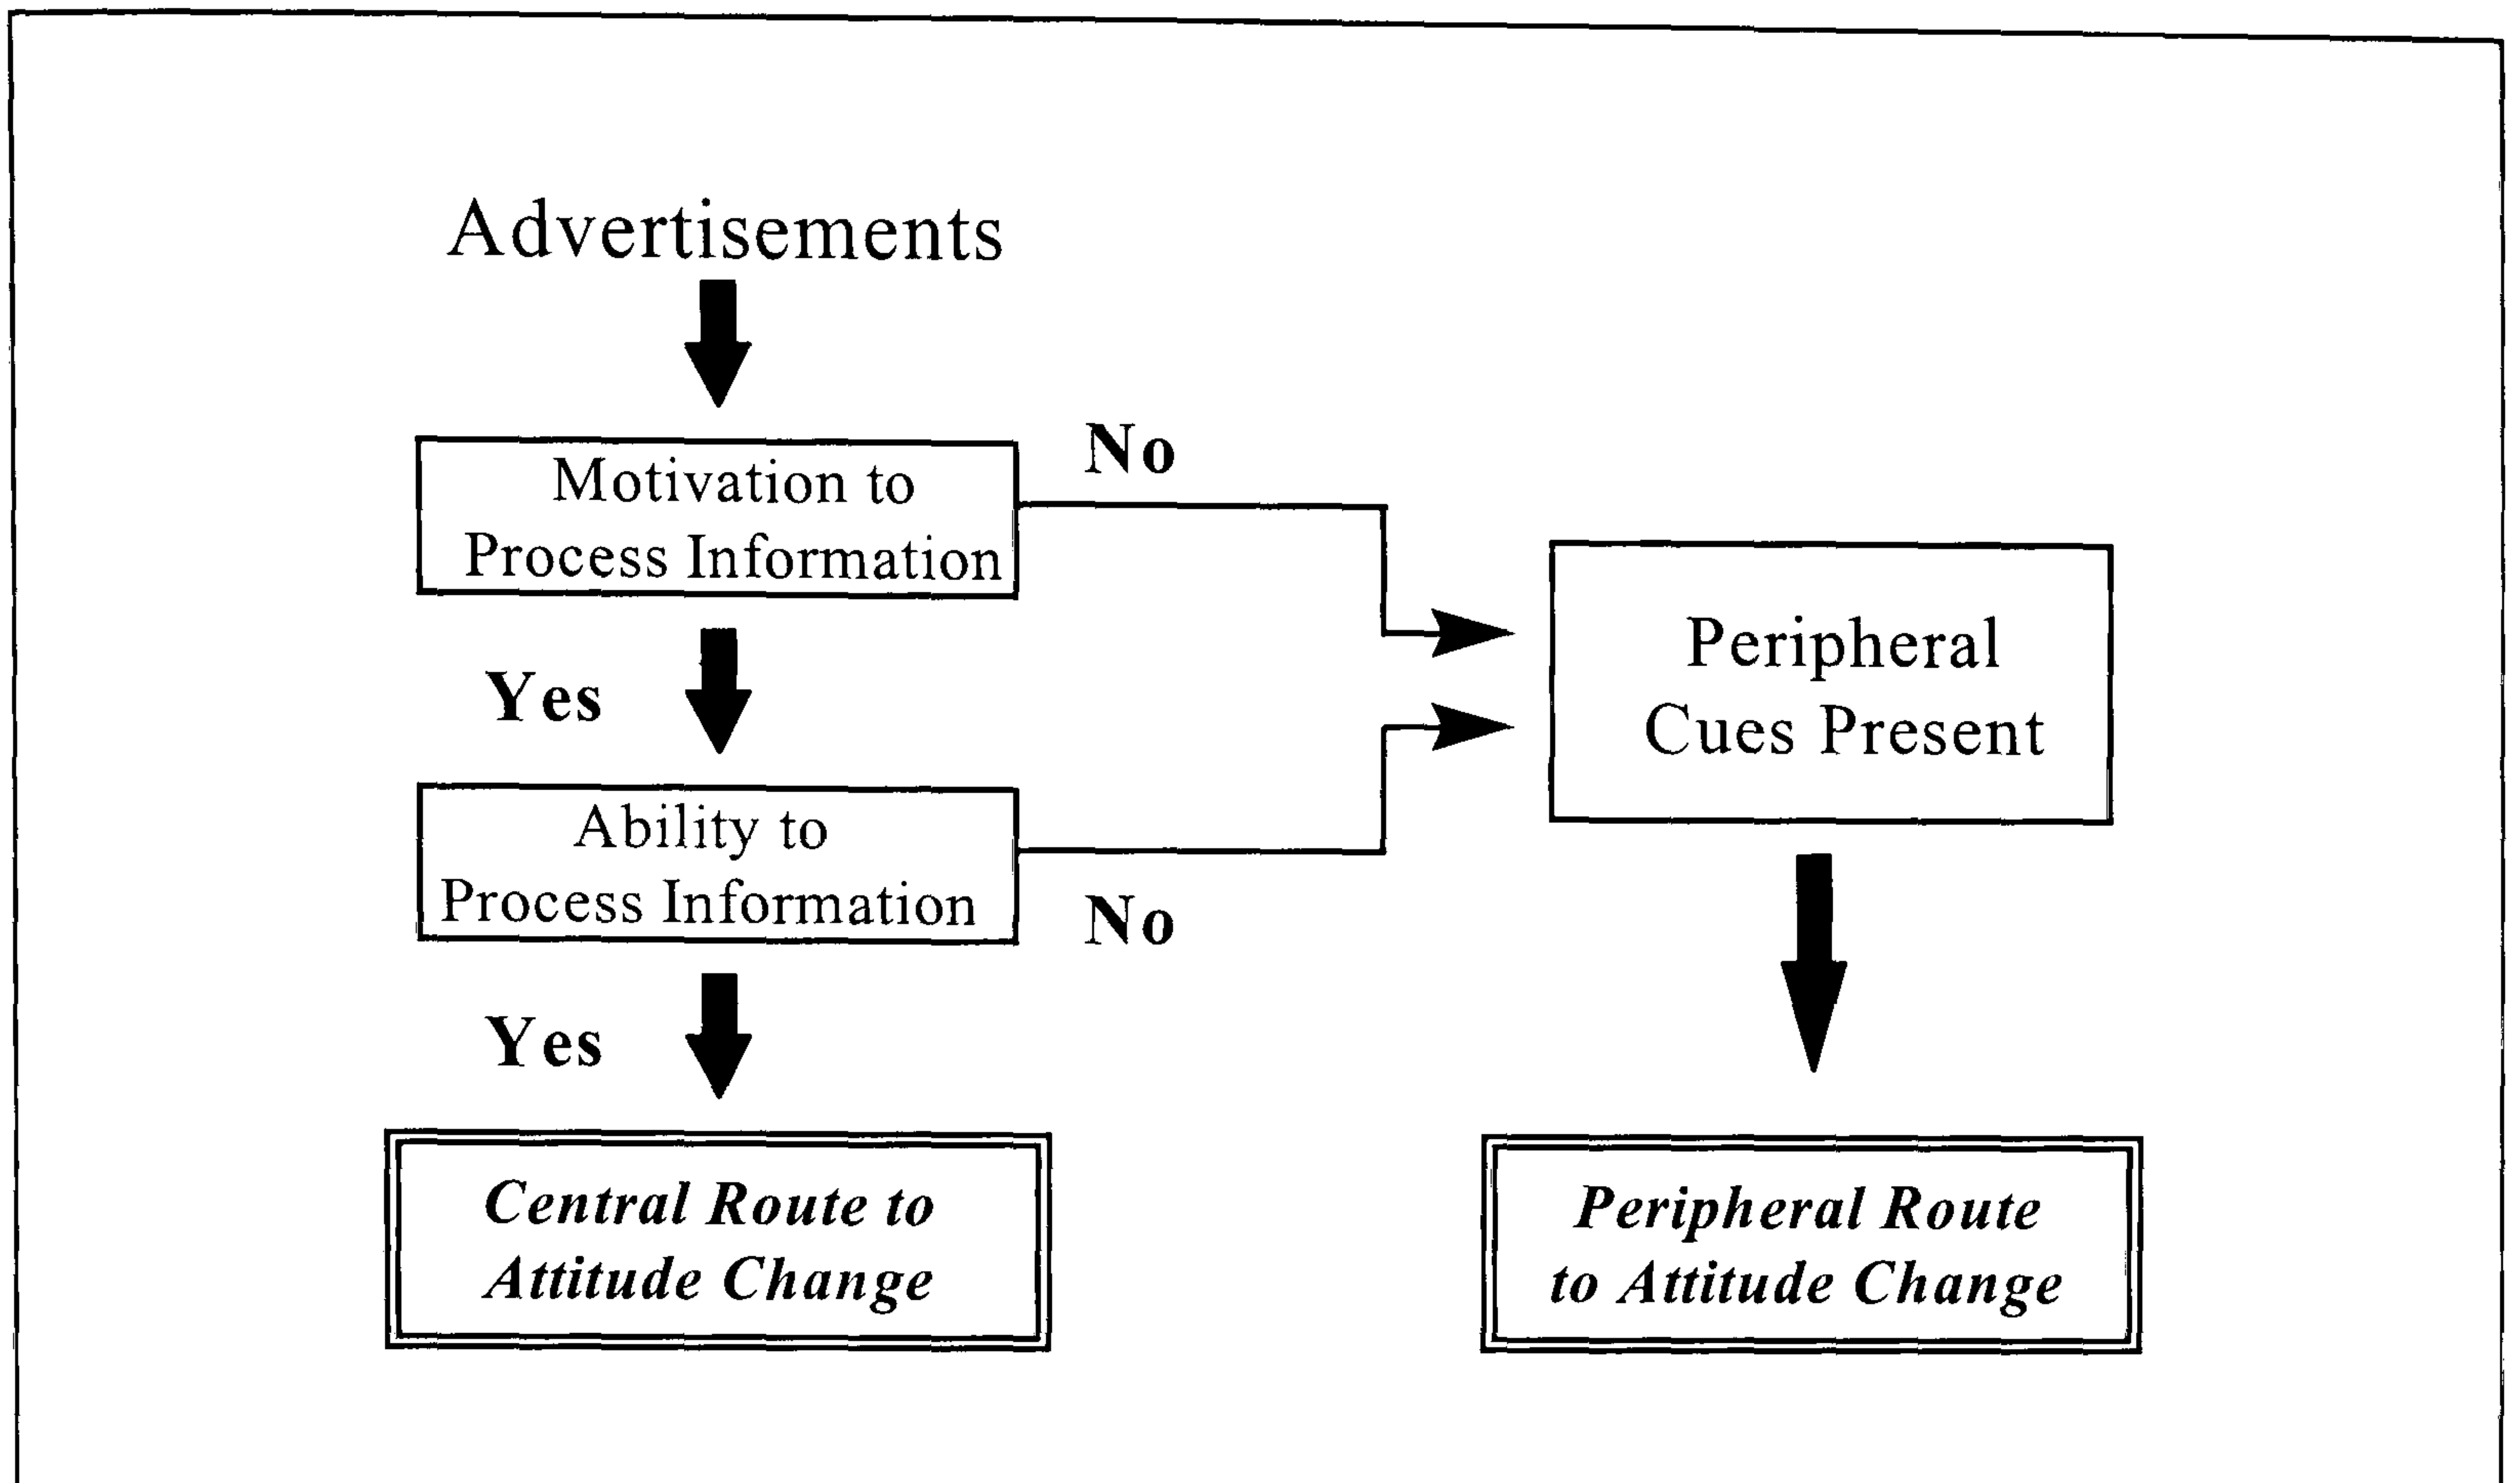 Advertisements
Motivation to
Process Information
No
Yes
Ability to
Process Information
No
Yes
Peripheral
Cues Present
Central Route to
Attitude Change
Peripheral Route
to Attitude Change